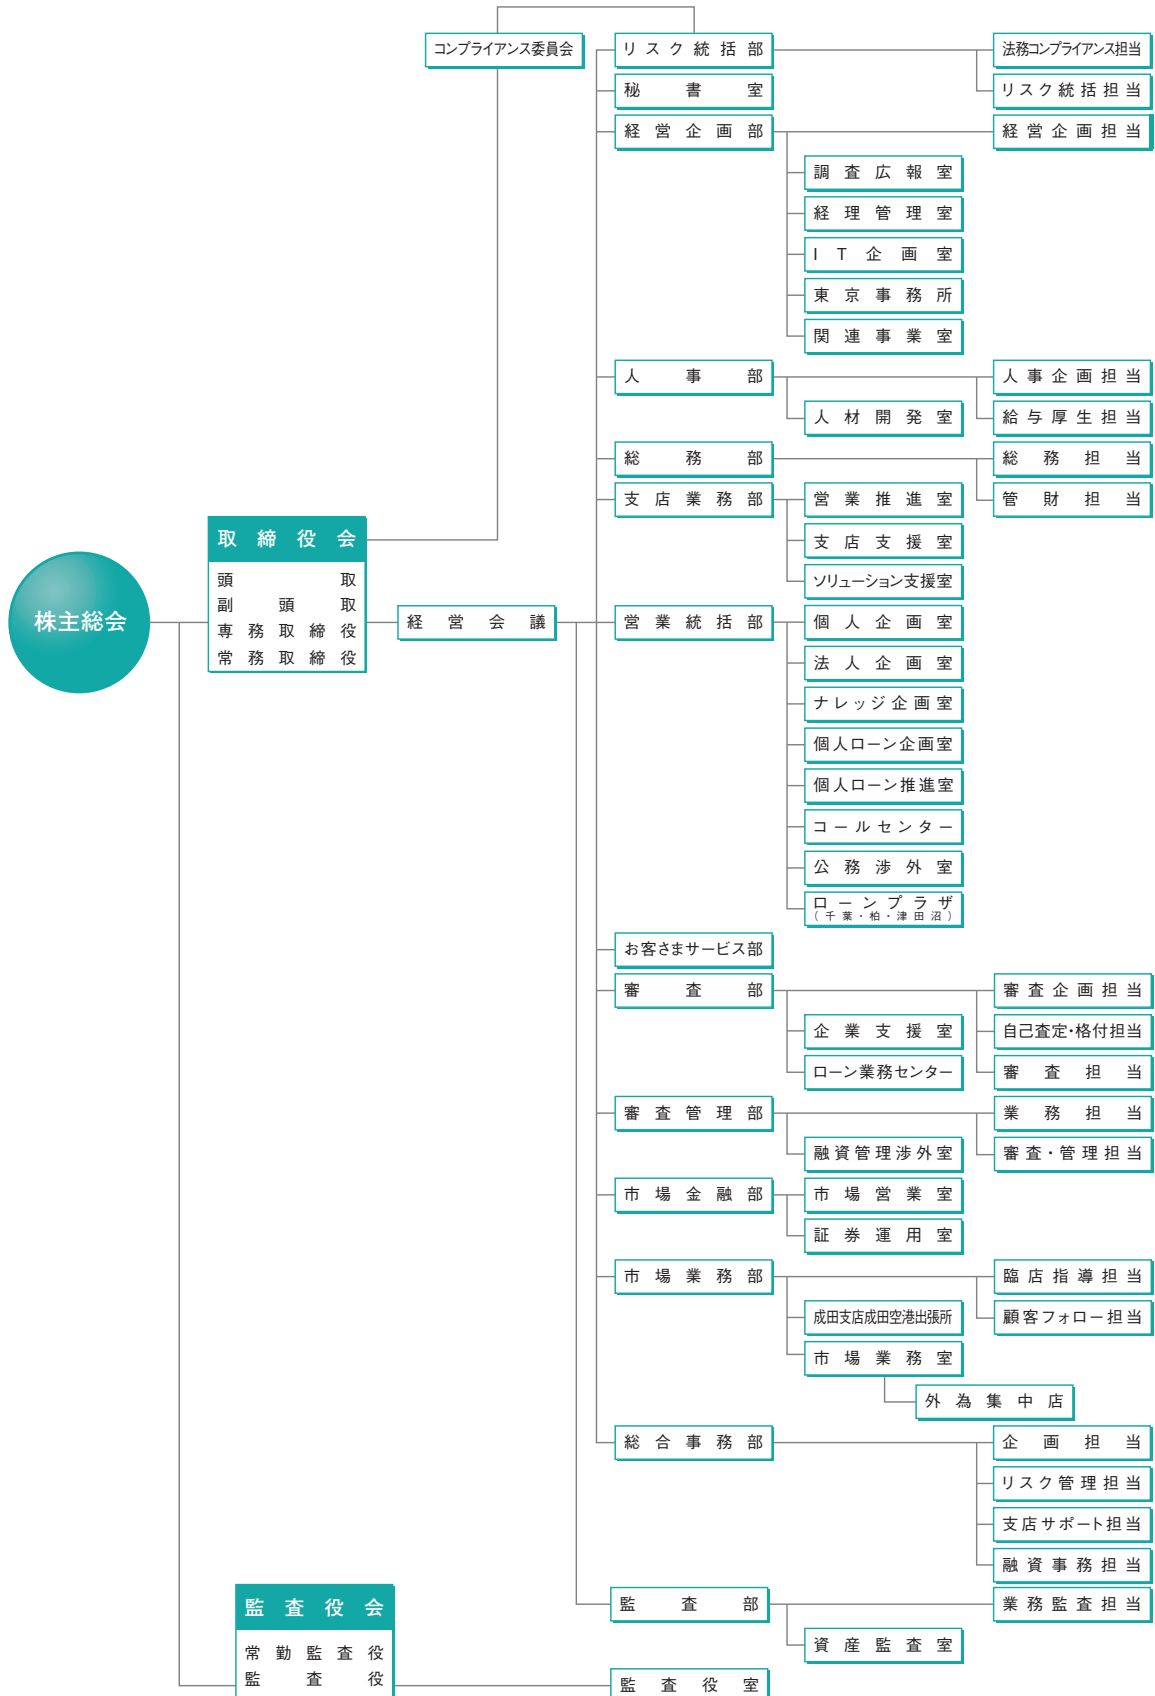 コンプライアンス委員会
リスク統括部
法務コンプライアンス担当
リスク統括担当
秘書室
経営企画部
経営企画担当
調査広報室
経理管理室
IT企画室
東京事務所
関連事業室
人事部
人事企画担当
人材開発室
給与厚生担当
総務部
総務担当
管財担当
支店業務部
営業推進室
支店支援室
ソリューション支援室
取締役会
頭取
副頭取
専務取締役
常務取締役
株主総会
経営会議
営業統括部
個人企画室
法人企画室
ナレッジ企画室
個人ローン企画室
個人ローン推進室
コールセンター
公務渉外室
ローンプラザ
(千葉・柏・津田沼)
お客さまサービス部
審査部
審査企画担当
企業支援室
自己査定・格付担当
ローン業務センター
審査担当
審査管理部
業務担当
融資管理渉外室
審査・管理担当
市場金融部
市場営業室
証券運用室
市場業務部
臨店指導担当
成田支店成田空港出張所
顧客フォロー担当
市場業務室
外為集中店
総合事務部
企画担当
リスク管理担当
支店サポート担当
融資事務担当
監査部
業務監査担当
資産監査室
監査役会
常勤監査役
監査役
監査役室